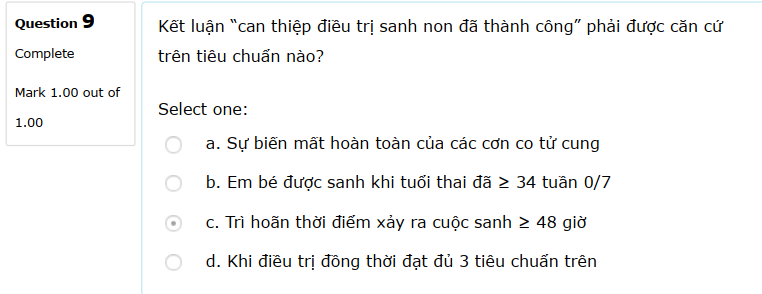 Question 9
Complete
Mark 1.00 out of
1.00
Kết luận “can thiệp điều trị sanh non đã thành công” phải được căn cứ
trên tiêu chuẩn nào?
Select one:
a. Sự biến mất hoàn toàn của các cơn co tử cung
b. Em bé được sanh khi tuổi thai đã ≥ 34 tuần 0/7
c. Trì hoãn thời điểm xảy ra cuộc sanh ≥ 48 giờ
d. Khi điều trị đồng thời đạt đủ 3 tiêu chuẩn trên